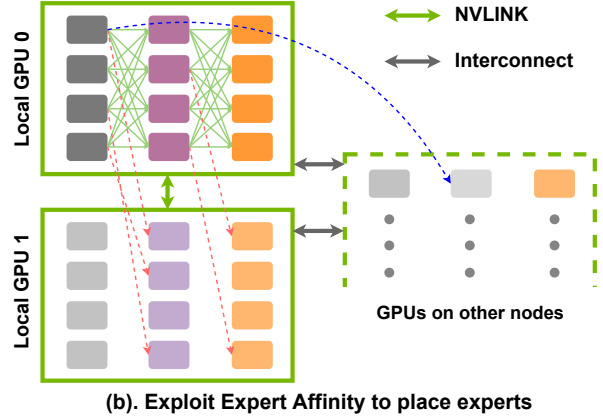 NVLINK
Interconnect
Local GPU 0
Local GPU 1
GPUs on other nodes
(b). Exploit Expert Affinity to place experts